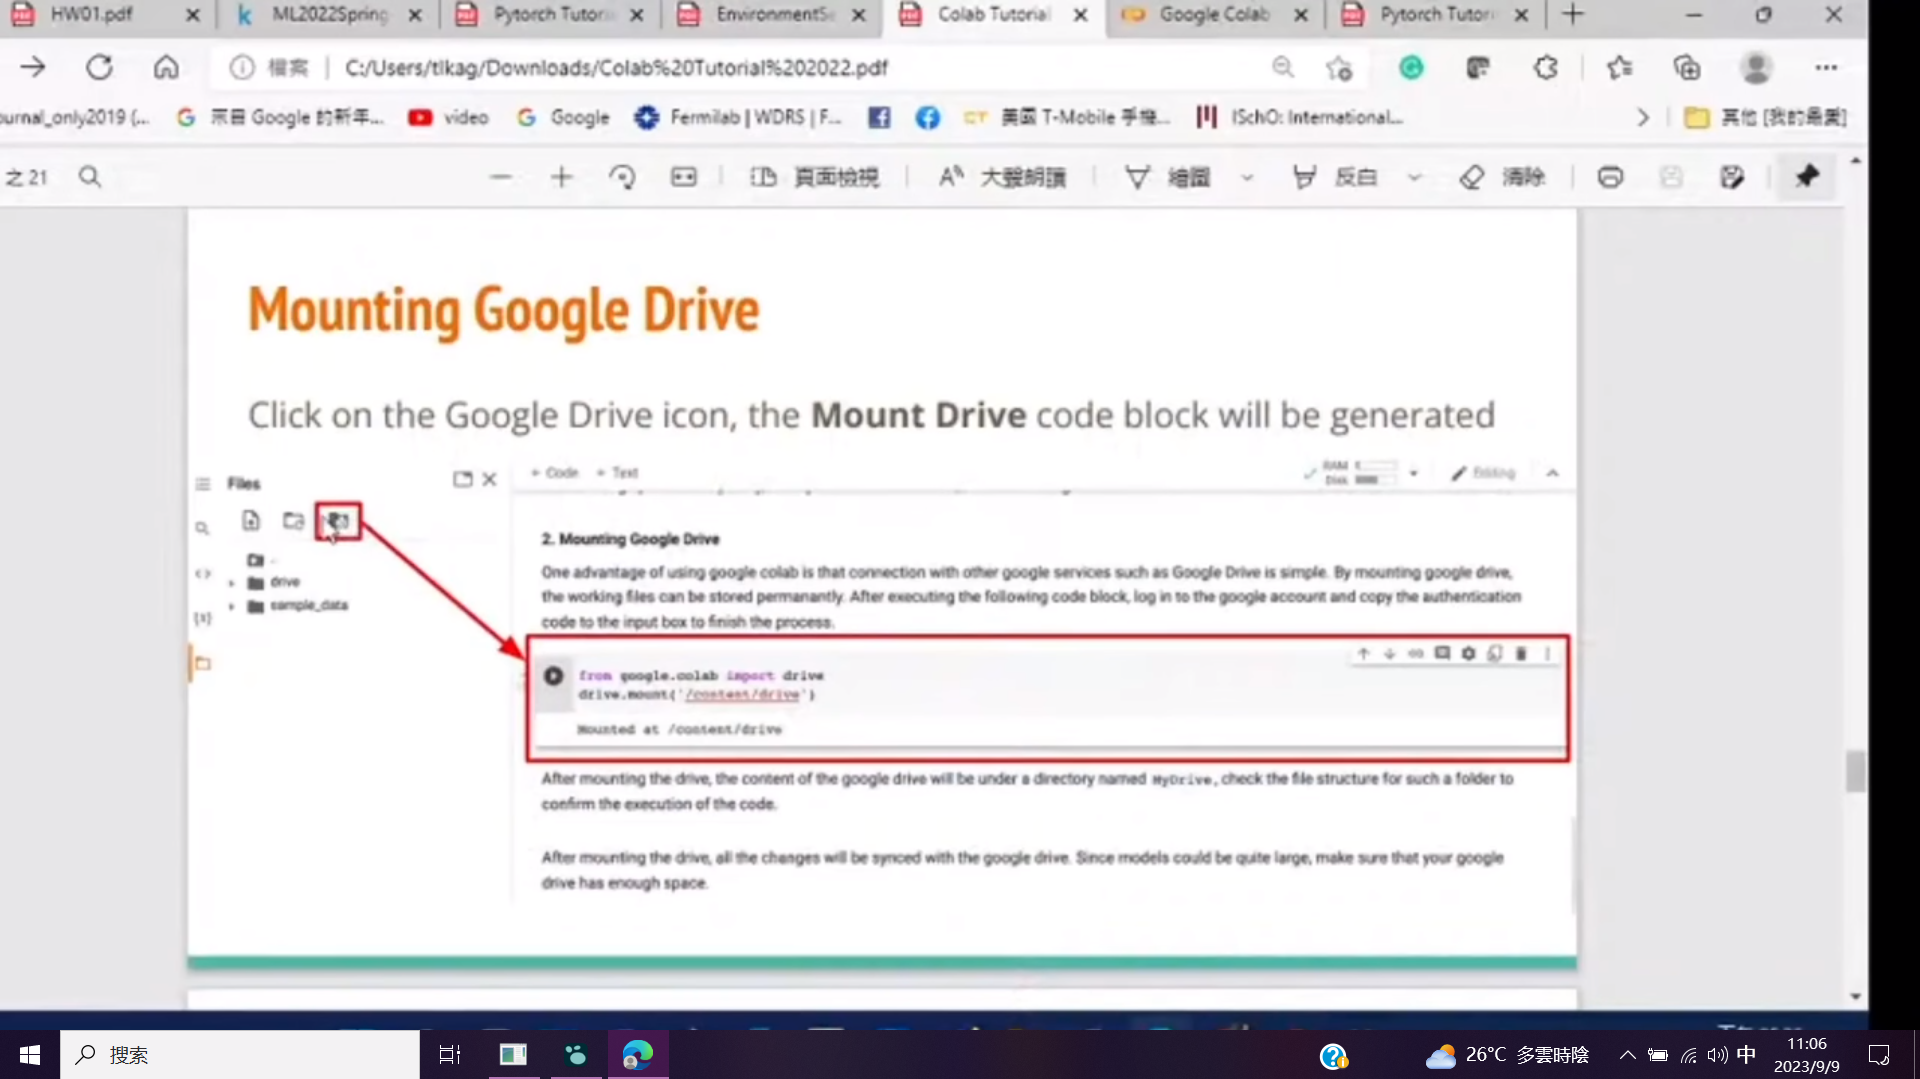 HW01.pdf
ML2022Spring
Pytorch Tutori
EnvironmentSe
Colab Tutorial
Google Colab
Pytorch Tutor
檔案
C:/Users/tlkag/Downloads/Colab%20Tutorial%202022.pdf
ournal_only2019 (...
示日 Google 的新年...
video
Google
Fermilab | WDRS | F...
CT
美國 T-Mobile 手機...
ISchO: International...
其他 [我的最愛]
之 21
頁面檢視
大聲朗讀
繪圖
反白
清除
Mounting Google Drive
Click on the Google Drive icon, the Mount Drive code block will be generated
Files
+ Code
+ Text
RAM
Disk
Editing
..
drive
sample_data
2. Mounting Google Drive
One advantage of using google colab is that connection with other google services such as Google Drive is simple. By mounting google drive,
the working files can be stored permanantly. After executing the following code block, log in to the google account and copy the authentication
code to the input box to finish the process.
from google.colab import drive
drive.mount('/content/drive')
Mounted at /content/drive
After mounting the drive, the content of the google drive will be under a directory named MyDrive, check the file structure for such a folder to
confirm the execution of the code.
After mounting the drive, all the changes will be synced with the google drive. Since models could be quite large, make sure that your google
drive has enough space.
搜索
26°C 多雲時陰
中
11:06
2023/9/9